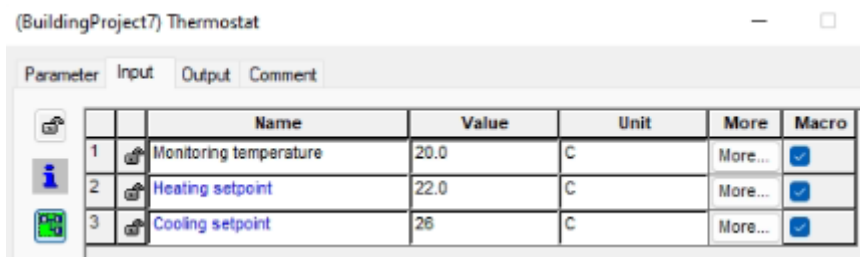 (BuildingProject7) Thermostat
Parameter Input Output Comment
Name Value Unit More Macro
1 Monitoring temperature 20.0 C More...
2 Heating setpoint 22.0 C More...
3 Cooling setpoint 26 C More...